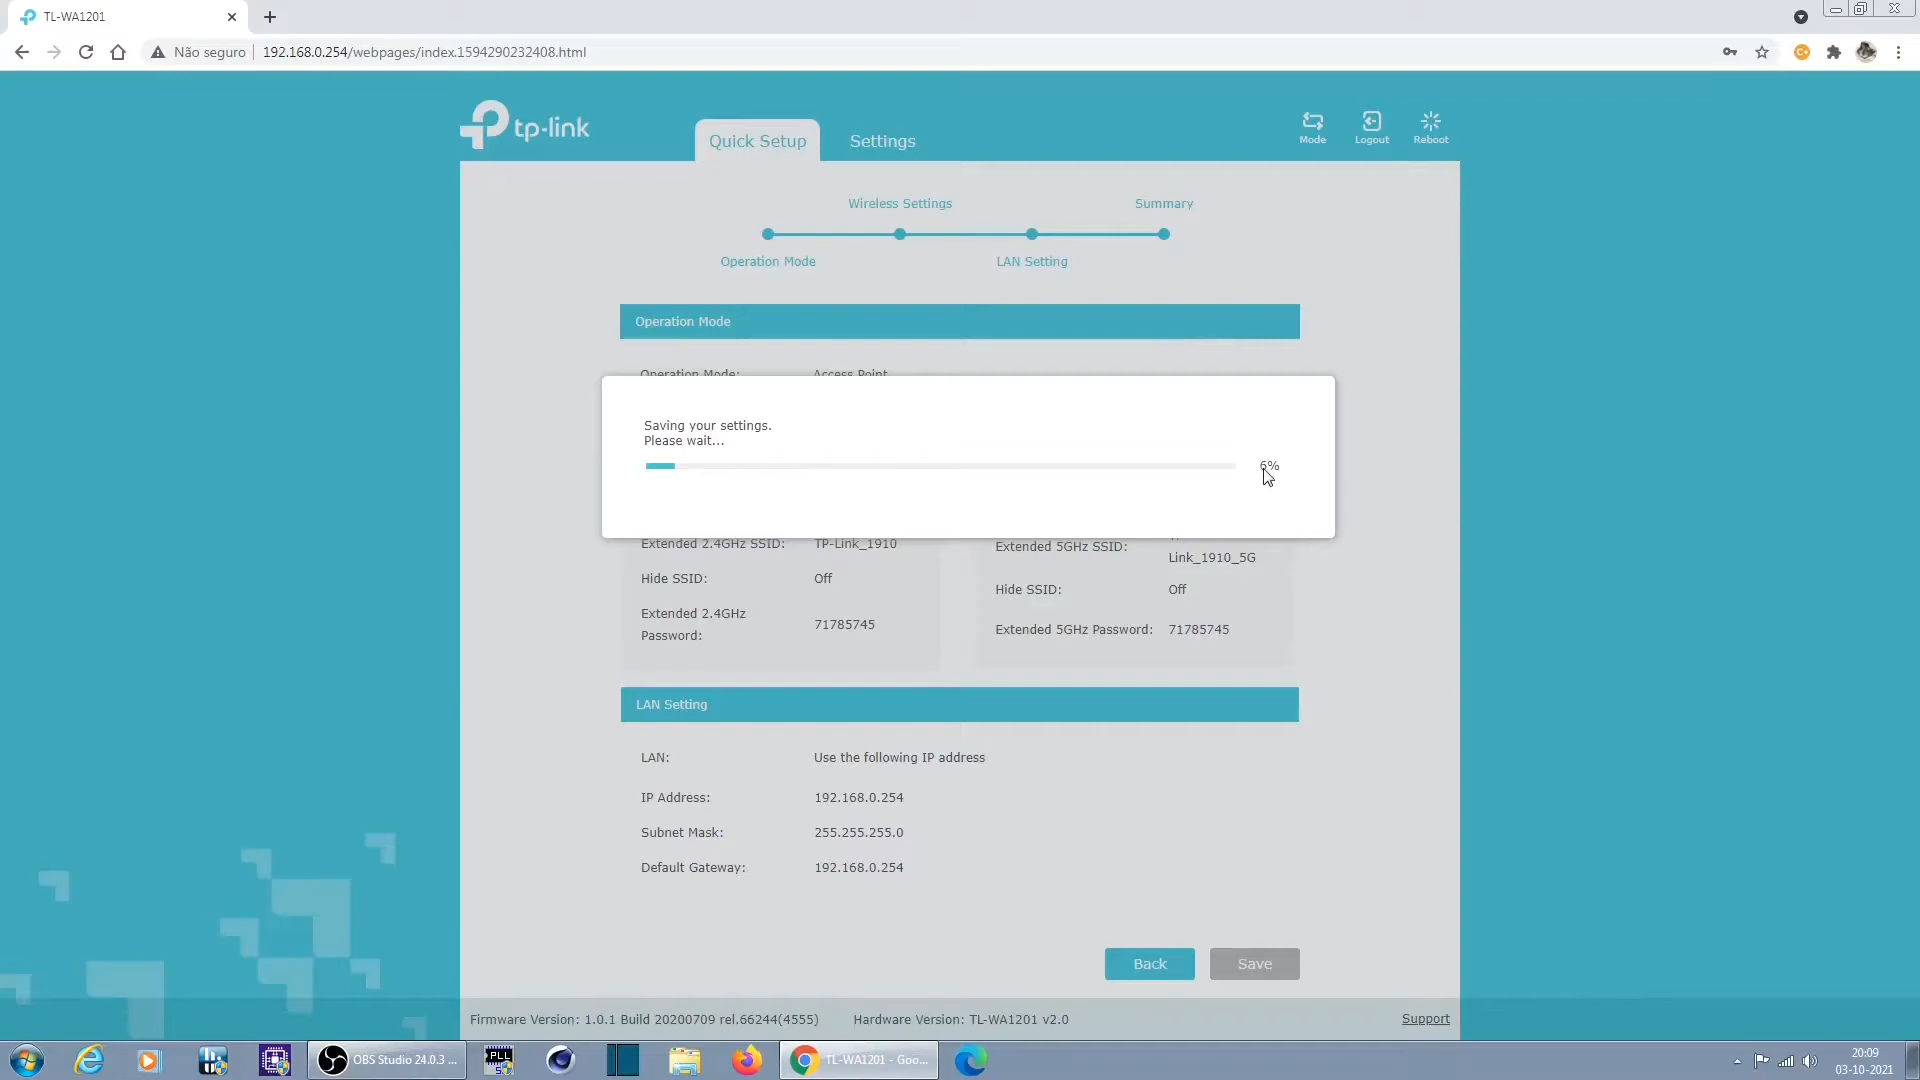 TL-WA1201
Não seguro
192.168.0.254/webpages/index.1594290232408.html
tp-link
Quick Setup
Settings
Mode
Logout
Reboot
Wireless Settings
Summary
Operation Mode
LAN Setting
Operation Mode
Operation Mode: Access Point
Saving your settings.
Please wait...
6%
Extended 2.4GHz SSID: TP-Link_1910
Hide SSID: Off
Extended 2.4GHz
Password:
71785745
Extended 5GHz SSID:
Link_1910_5G
Hide SSID: Off
Extended 5GHz Password: 71785745
LAN Setting
LAN: Use the following IP address
IP Address: 192.168.0.254
Subnet Mask: 255.255.255.0
Default Gateway: 192.168.0.254
Back
Save
Firmware Version: 1.0.1 Build 20200709 rel.66244(4555)
Hardware Version: TL-WA1201 v2.0
Support
OBS Studio 24.0.3 ...
PLL
TL-WA1201 - Goo...
20:09
03-10-2021